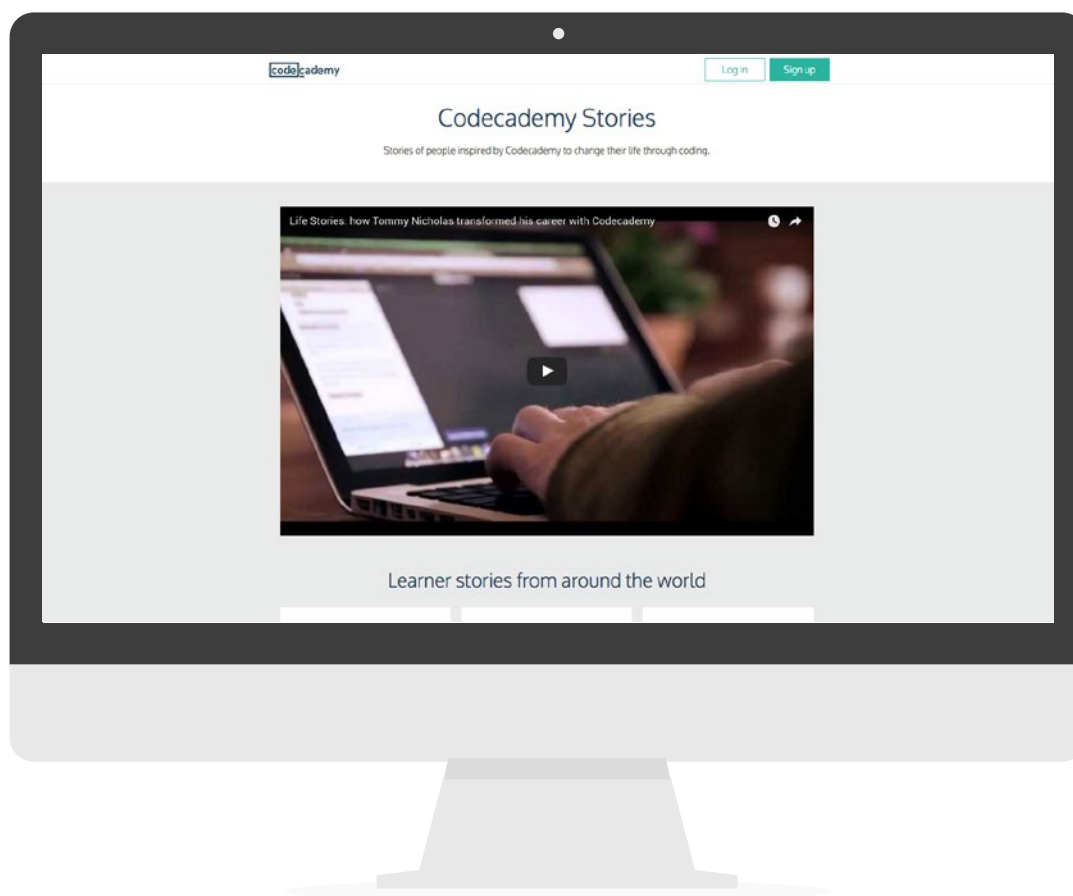 codecademy
Log in
Sign up
Codecademy Stories
Stories of people inspired by Codecademy to change their life through coding.
Life Stories: how Tommy Nicholas transformed his career with Codecademy
Learner stories from around the world